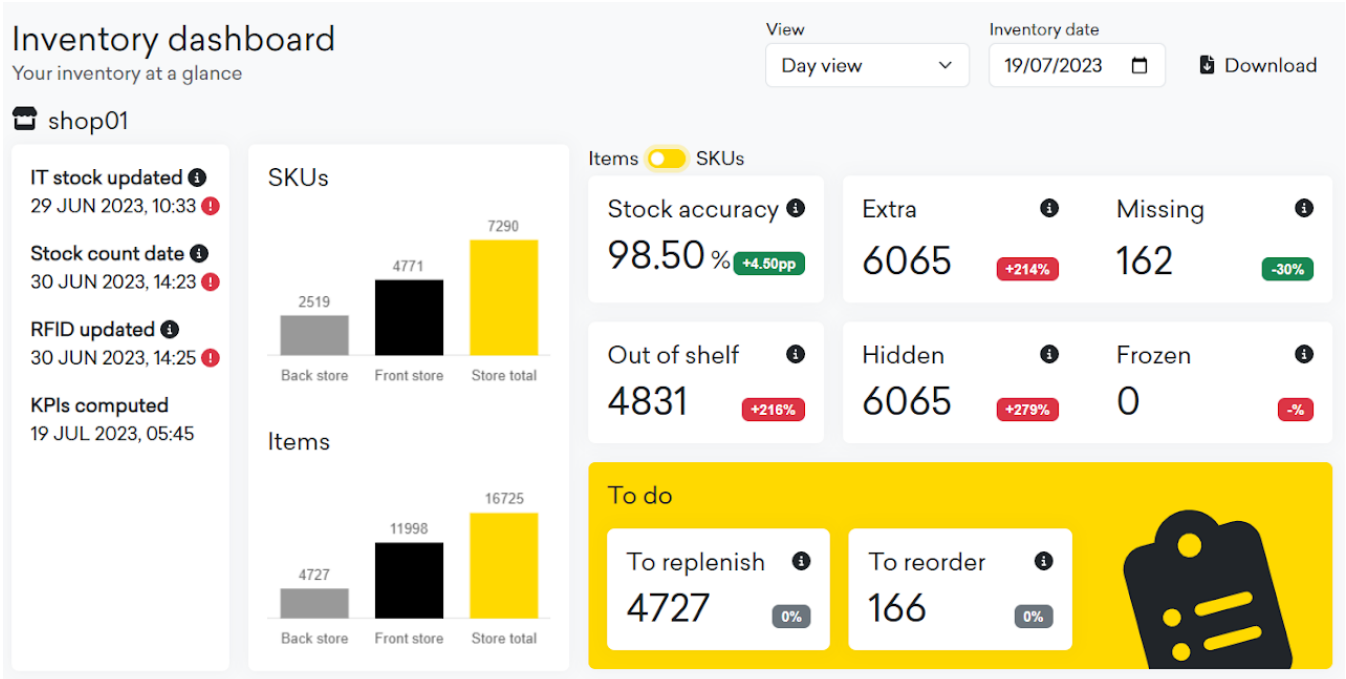 Inventory dashboard
Your inventory at a glance
View
Day view
Inventory date
19/07/2023
Download
shop01
IT stock updated
29 JUN 2023, 10:33
Stock count date
30 JUN 2023, 14:23
RFID updated
30 JUN 2023, 14:25
KPIs computed
19 JUL 2023, 05:45
SKUs
7290
4771
2519
Back store Front store Store total
Items
16725
11998
4727
Back store Front store Store total
Items SKUs
Stock accuracy
98.50 % +4.50pp
Extra
6065 +214%
Missing
162 -30%
Out of shelf
4831 +216%
Hidden
6065 +279%
Frozen
0 -%
To do
To replenish
4727 0%
To reorder
166 0%